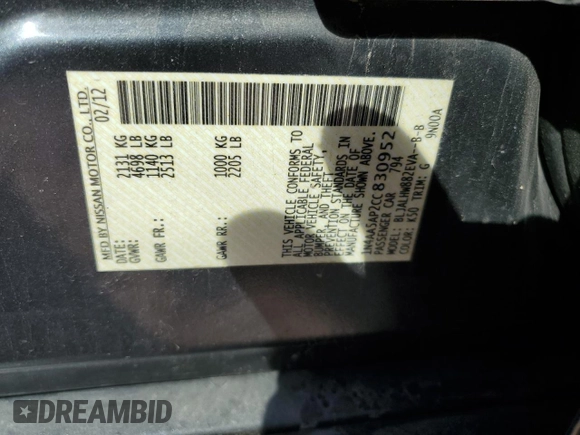 MFD BY NISSAN MOTOR CO., LTD.
DATE: 02/12
GVWR: 2131 KG
4698 LB
GAWR FR.: 1140 KG
2513 LB
GAWR RR.: 1000 KG
2205 LB
THIS VEHICLE CONFORMS TO
ALL APPLICABLE FEDERAL
MOTOR VEHICLE SAFETY,
BUMPER, AND THEFT
PREVENTION STANDARDS IN
EFFECT ON THE DATE OF
MANUFACTURE SHOWN ABOVE.
1N4AA5AP2CC830952
PASSENGER CAR 794
MODEL: BLJALHWB82EVA-B-B
COLOR: K50 TRIM: G 9N00A
DREAMBID